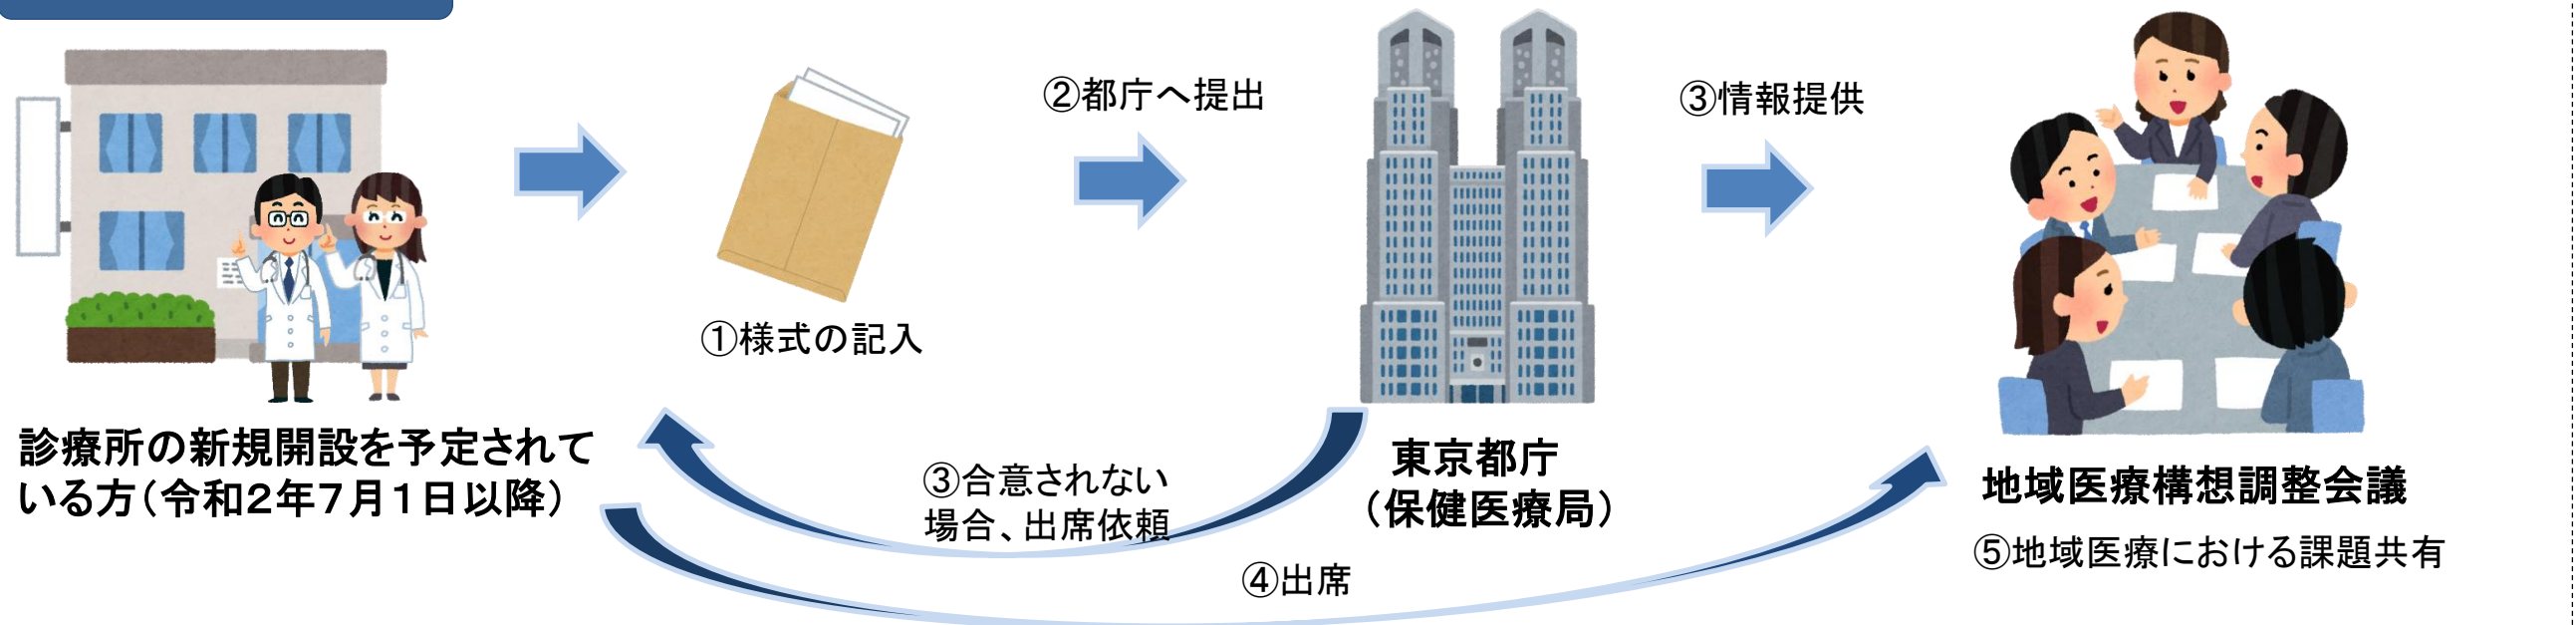 ②都庁へ提出
③情報提供
①様式の記入
診療所の新規開設を予定されて
いる方（令和２年７月１日以降）
③合意されない
場合、出席依頼
東京都庁
（保健医療局）
地域医療構想調整会議
④出席
⑤地域医療における課題共有